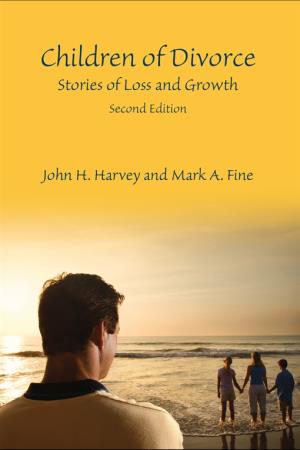 Children of Divorce
Stories of Loss and Growth
Second Edition
John H. Harvey and Mark A. Fine